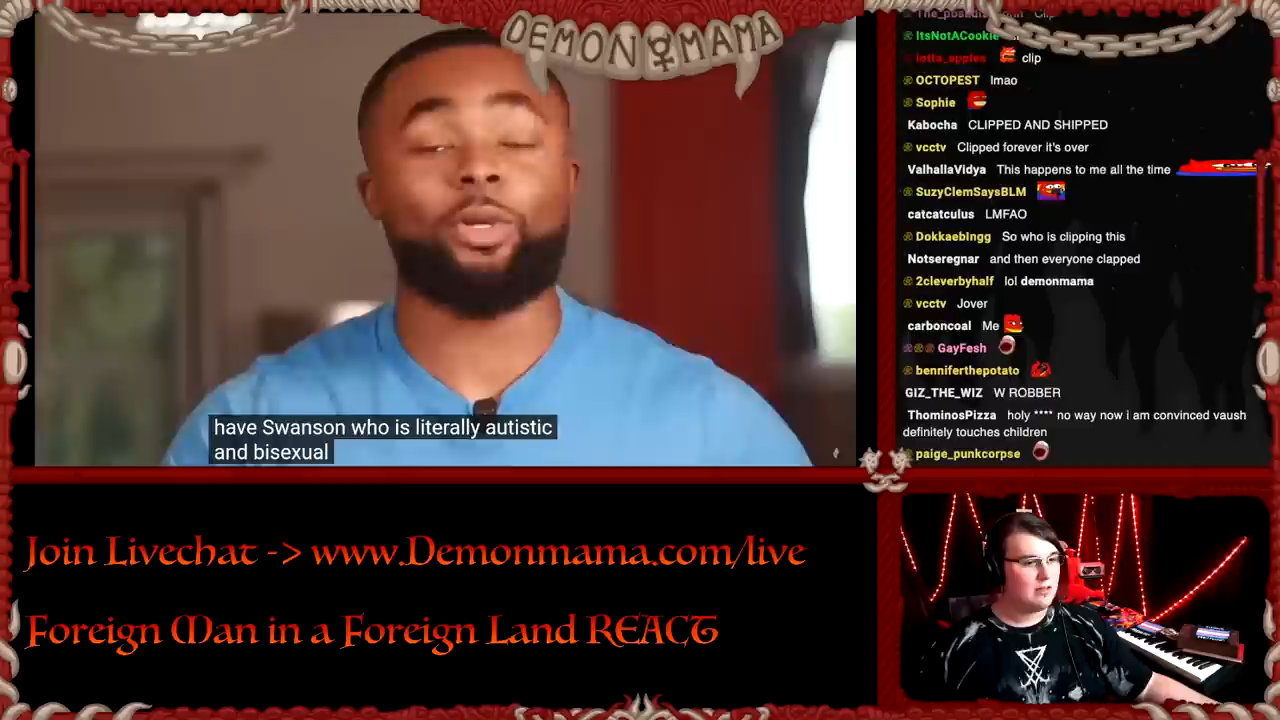 DEMON MAMA
ItsNotACookie
lotta_apples clip
OCTOPEST lmao
Sophie
Kabocha CLIPPED AND SHIPPED
vcctv Clipped forever it's over
ValhallaVidya This happens to me all the time
SuzyClemSaysBLM
catcatculus LMFAO
DokkaebIngg So who is clipping this
Notseregnar and then everyone clapped
2cleverbyhalf lol demonmama
vcctv Jover
carboncoal Me
GayFesh
benniferthepotato
GIZ_THE_WIZ W ROBBER
ThominosPizza holy **** no way now i am convinced vaush
definitely touches children
paige_punkcorpse
have Swanson who is literally autistic
and bisexual
Join Livechat -> www.Demonmama.com/live
Foreign Man in a Foreign Land REACT